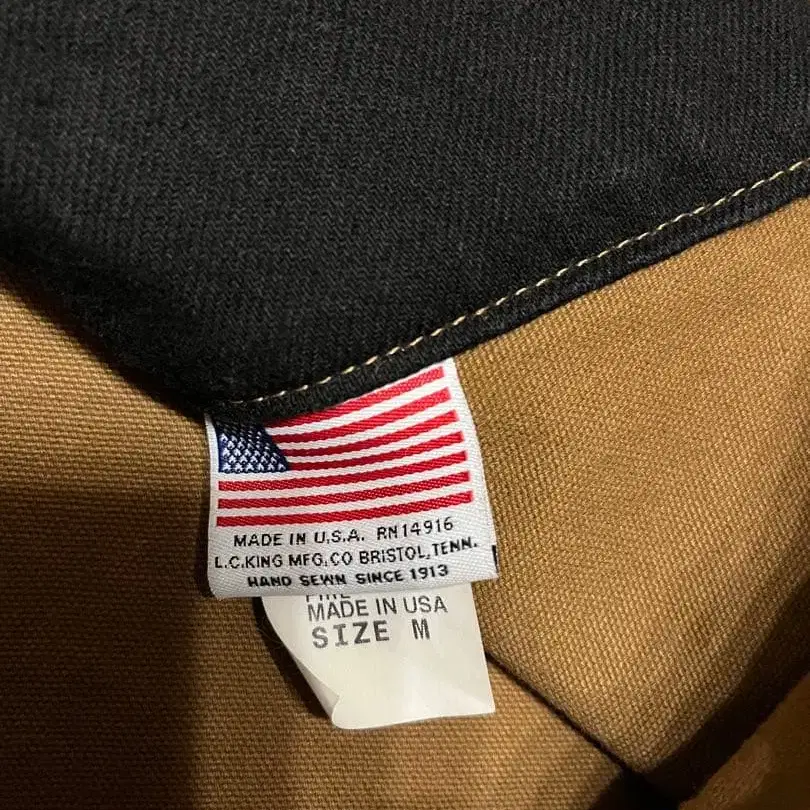 MADE IN U.S.A. RN14916
L.C.KING MFG.CO BRISTOL,TENN.
HAND SEWN SINCE 1913
MADE IN USA
SIZE M